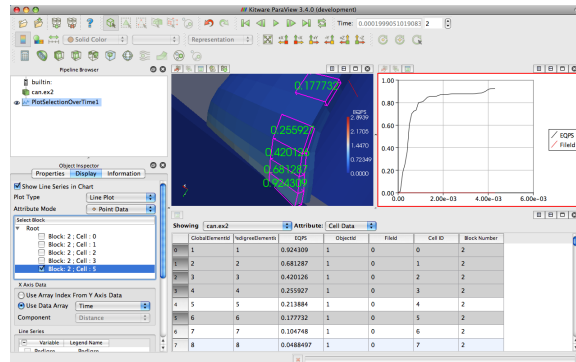 Kitware ParaView 3.4.0 (development)
Time: 0.0001999051019083 2
Solid Color
Representation
Pipeline Browser
builtin:
can.ex2
PlotSelectionOverTime1
Object Inspector
Properties Display Information
Show Line Series in Chart
Plot Type Line Plot
Attribute Mode Point Data
Select Block
Root
Block: 2 ; Cell : 0
Block: 2 ; Cell : 1
Block: 2 ; Cell : 2
Block: 2 ; Cell : 3
Block: 2 ; Cell : 5
X Axis Data
Use Array Index From Y Axis Data
Use Data Array Time
Component Distance
Line Series
Variable Legend Name
0.177732
0.255927
0.420126
0.681287
0.924309
EQPS
2.8939
2.1705
1.4470
0.72349
0.0000
1.00
0.80
0.60
0.40
0.20
0.00
0.00 2.00e-03 4.00e-03 6.00e-03
EQPS
FileId
Showing can.ex2 Attribute: Cell Data
GlobalElementId PedigreeElementId EQPS ObjectId FileId Cell ID Block Number
0 1 1 0.924309 1 0 0 2
1 2 2 0.681287 1 0 1 2
2 3 3 0.420126 1 0 2 2
3 4 4 0.255927 1 0 3 2
4 5 5 0.213884 1 0 4 2
5 6 6 0.177732 1 0 5 2
6 7 7 0.104748 1 0 6 2
7 8 8 0.0488497 1 0 7 2